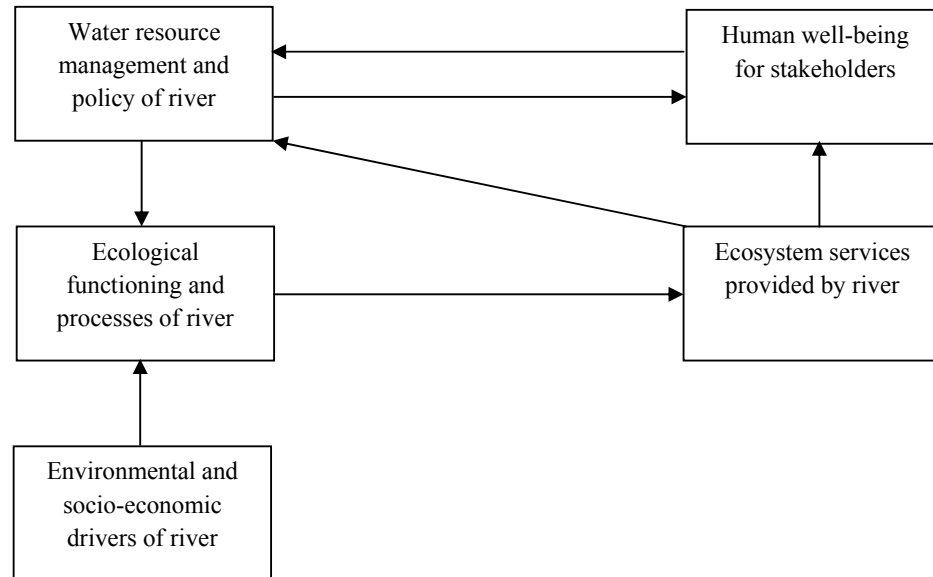 Water resource
management and
policy of river
Human well-being
for stakeholders
Ecological
functioning and
processes of river
Ecosystem services
provided by river
Environmental and
socio-economic
drivers of river